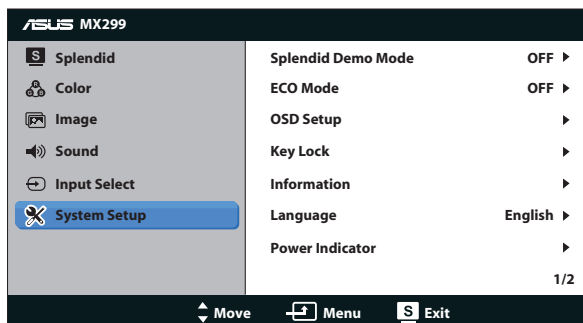 ASUS MX299
S Splendid
Color
Image
Sound
Input Select
System Setup
Splendid Demo Mode OFF
ECO Mode OFF
OSD Setup
Key Lock
Information
Language English
Power Indicator
1/2
Move Menu S Exit